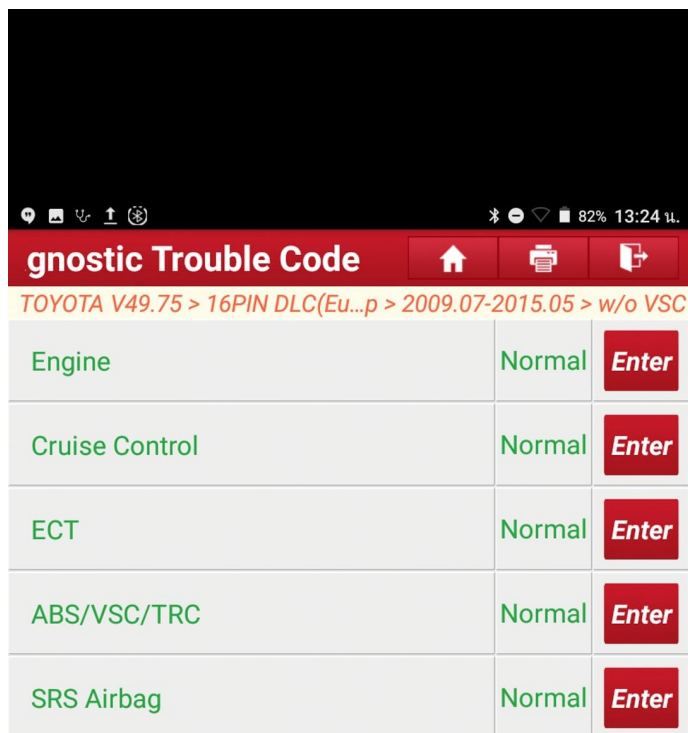 82% 13:24 น.
gnostic Trouble Code
TOYOTA V49.75 > 16PIN DLC(Eu...p > 2009.07-2015.05 > w/o VSC
Engine Normal Enter
Cruise Control Normal Enter
ECT Normal Enter
ABS/VSC/TRC Normal Enter
SRS Airbag Normal Enter